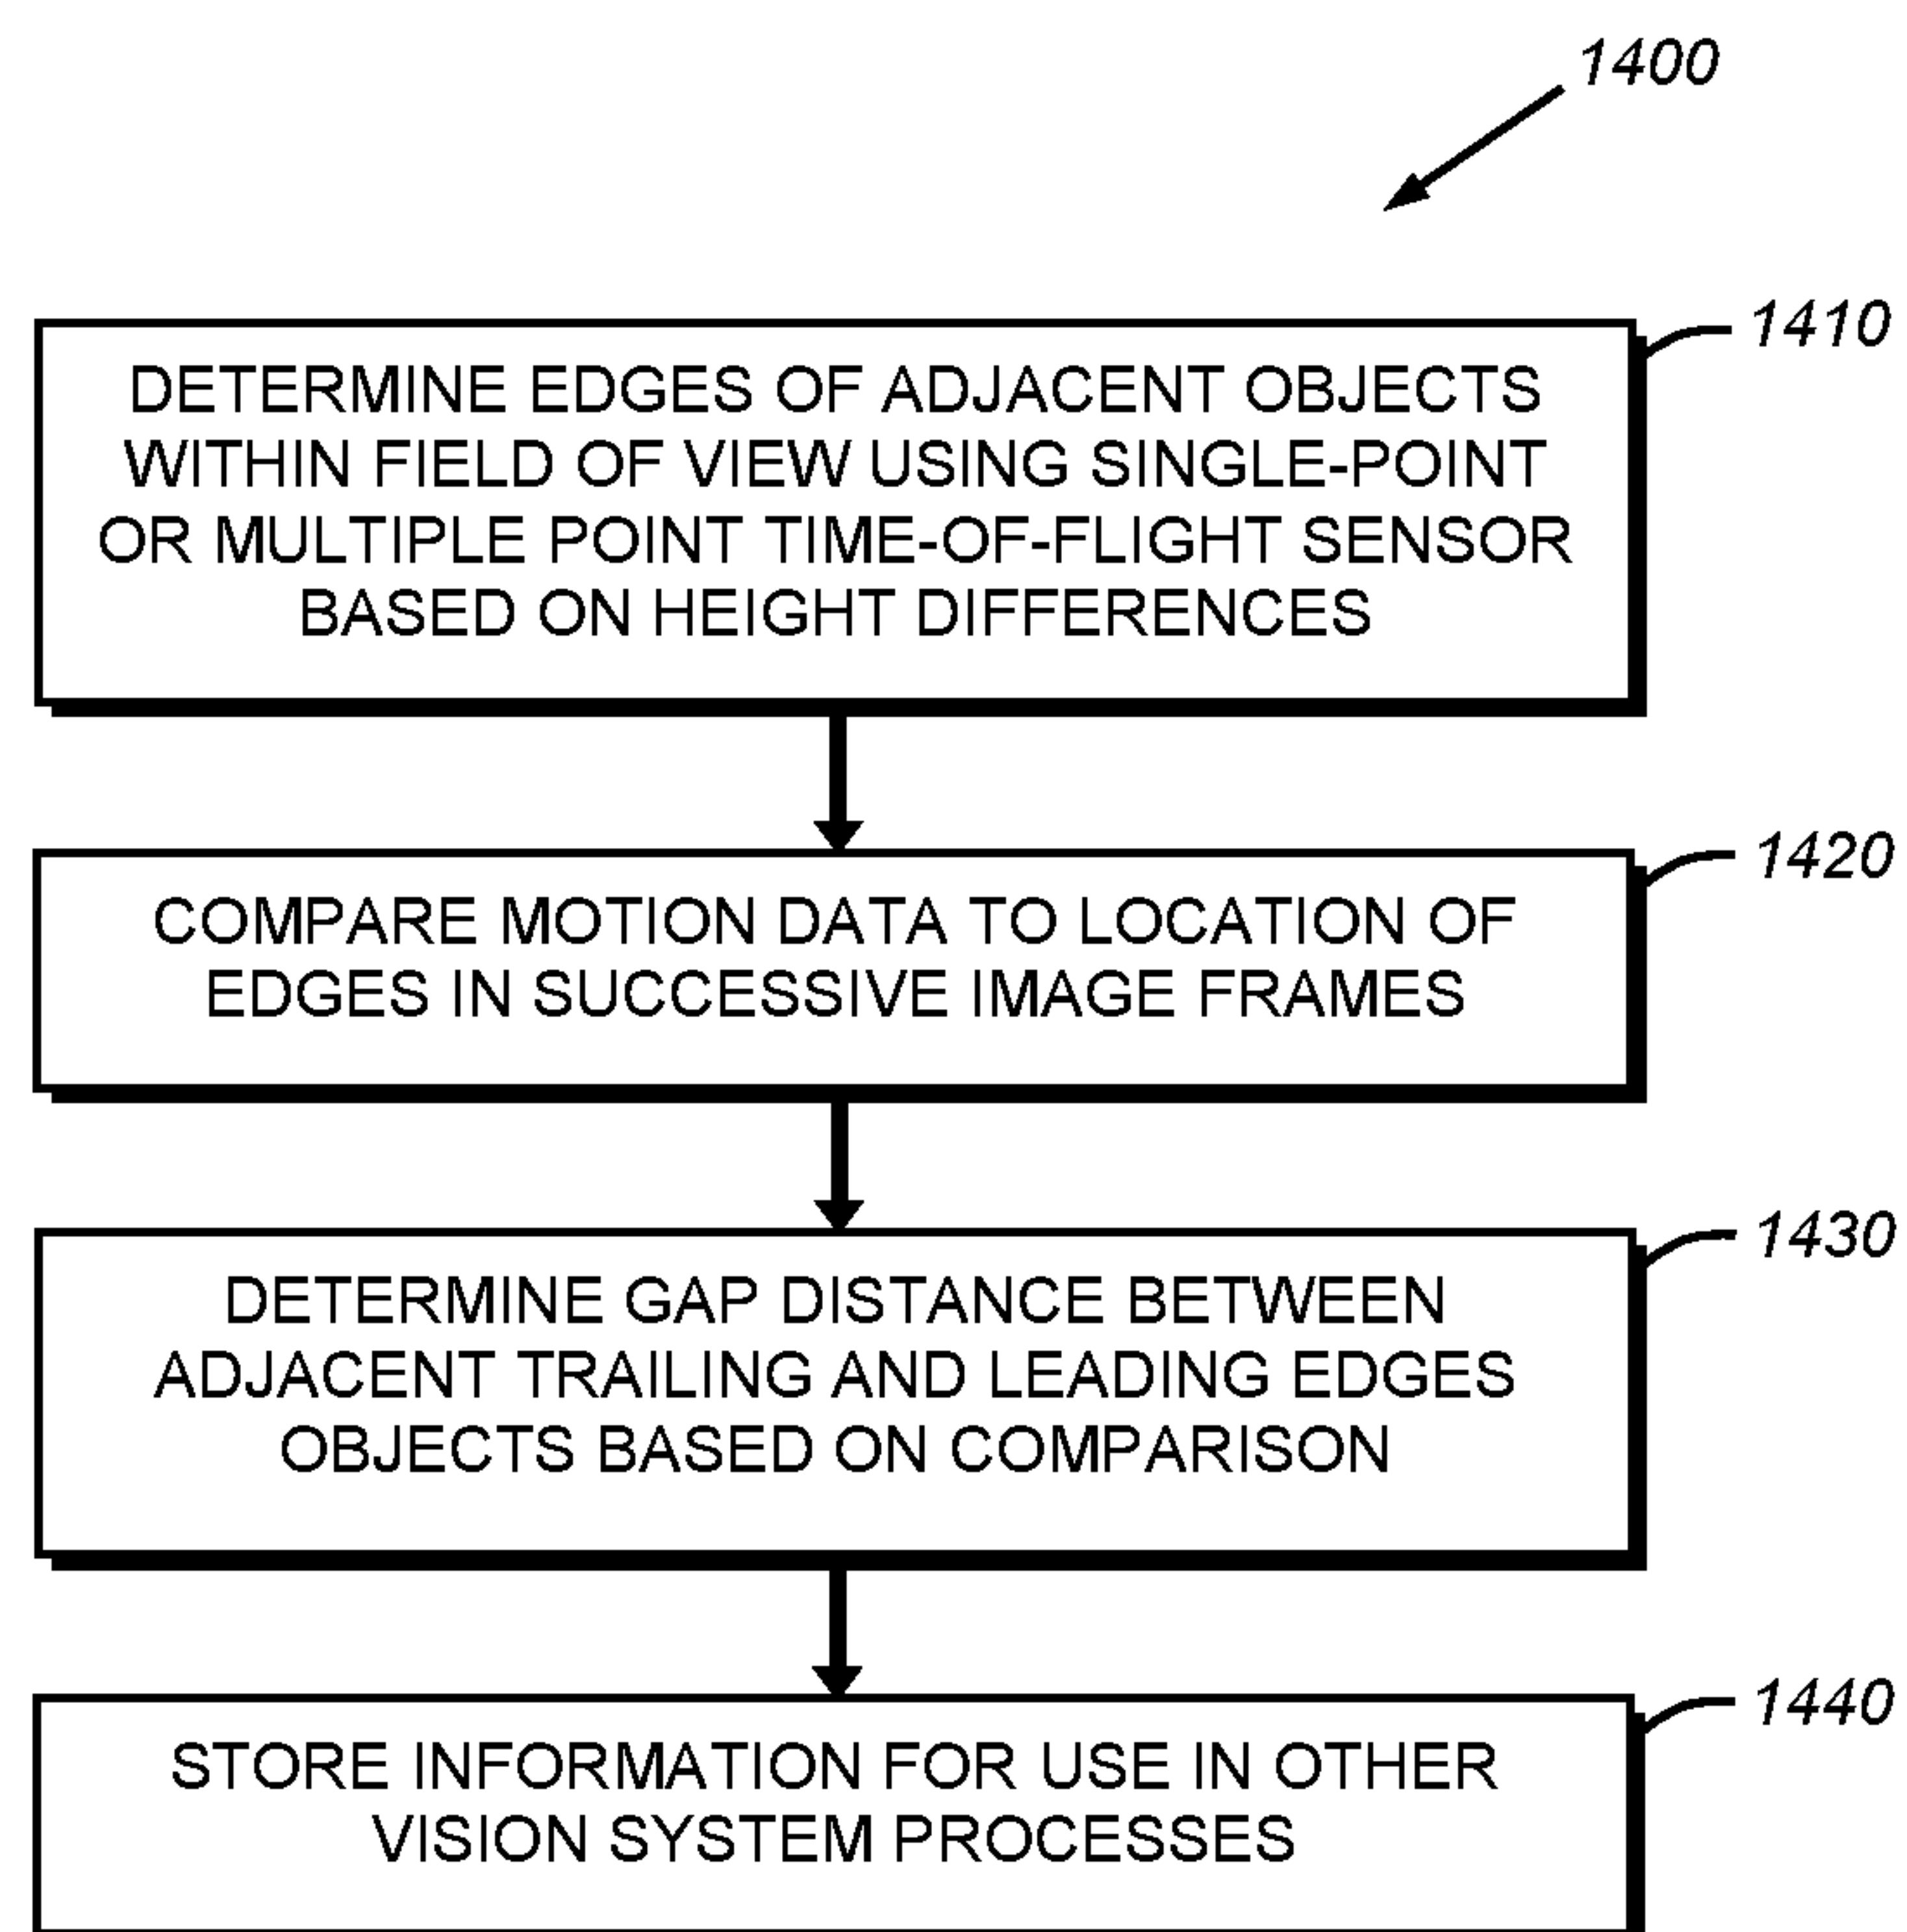 1400
1410
DETERMINE EDGES OF ADJACENT OBJECTS
WITHIN FIELD OF VIEW USING SINGLE-POINT
OR MULTIPLE POINT TIME-OF-FLIGHT SENSOR
BASED ON HEIGHT DIFFERENCES
1420
COMPARE MOTION DATA TO LOCATION OF
EDGES IN SUCCESSIVE IMAGE FRAMES
1430
DETERMINE GAP DISTANCE BETWEEN
ADJACENT TRAILING AND LEADING EDGES
OBJECTS BASED ON COMPARISON
1440
STORE INFORMATION FOR USE IN OTHER
VISION SYSTEM PROCESSES